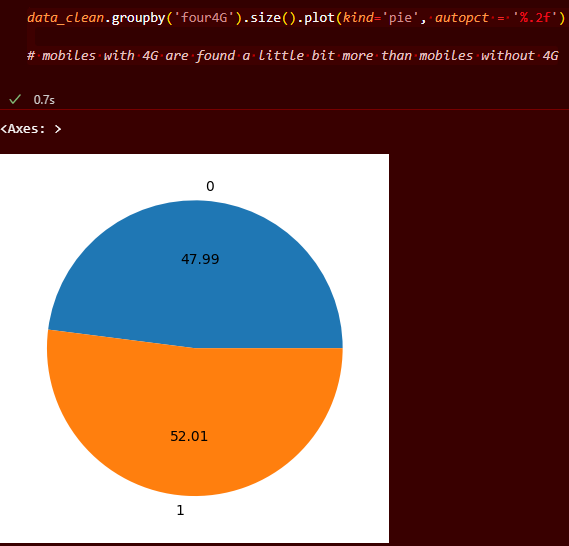 data_clean.groupby('four4G').size().plot(kind='pie', autopct = '%.2f')
# mobiles with 4G are found a little bit more than mobiles without 4G
0.7s
<Axes: >
0
47.99
52.01
1